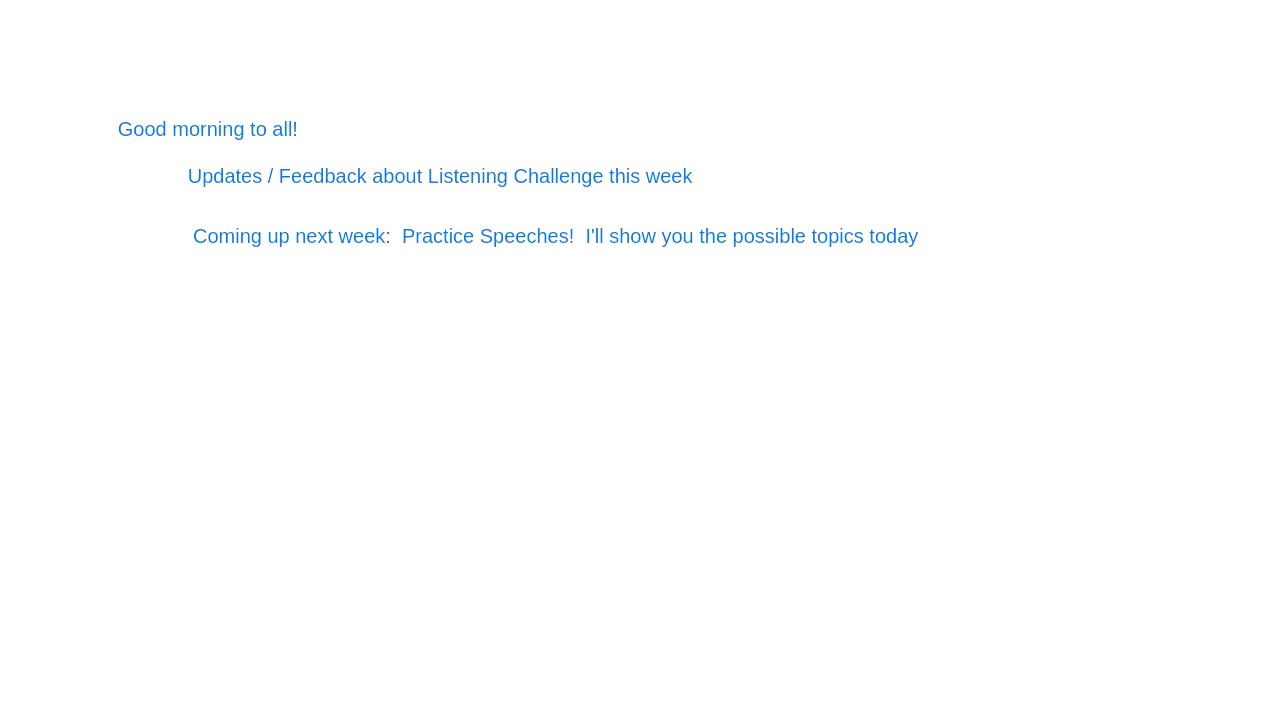 Good morning to all!
Updates / Feedback about Listening Challenge this week
Coming up next week:  Practice Speeches!  I'll show you the possible topics today